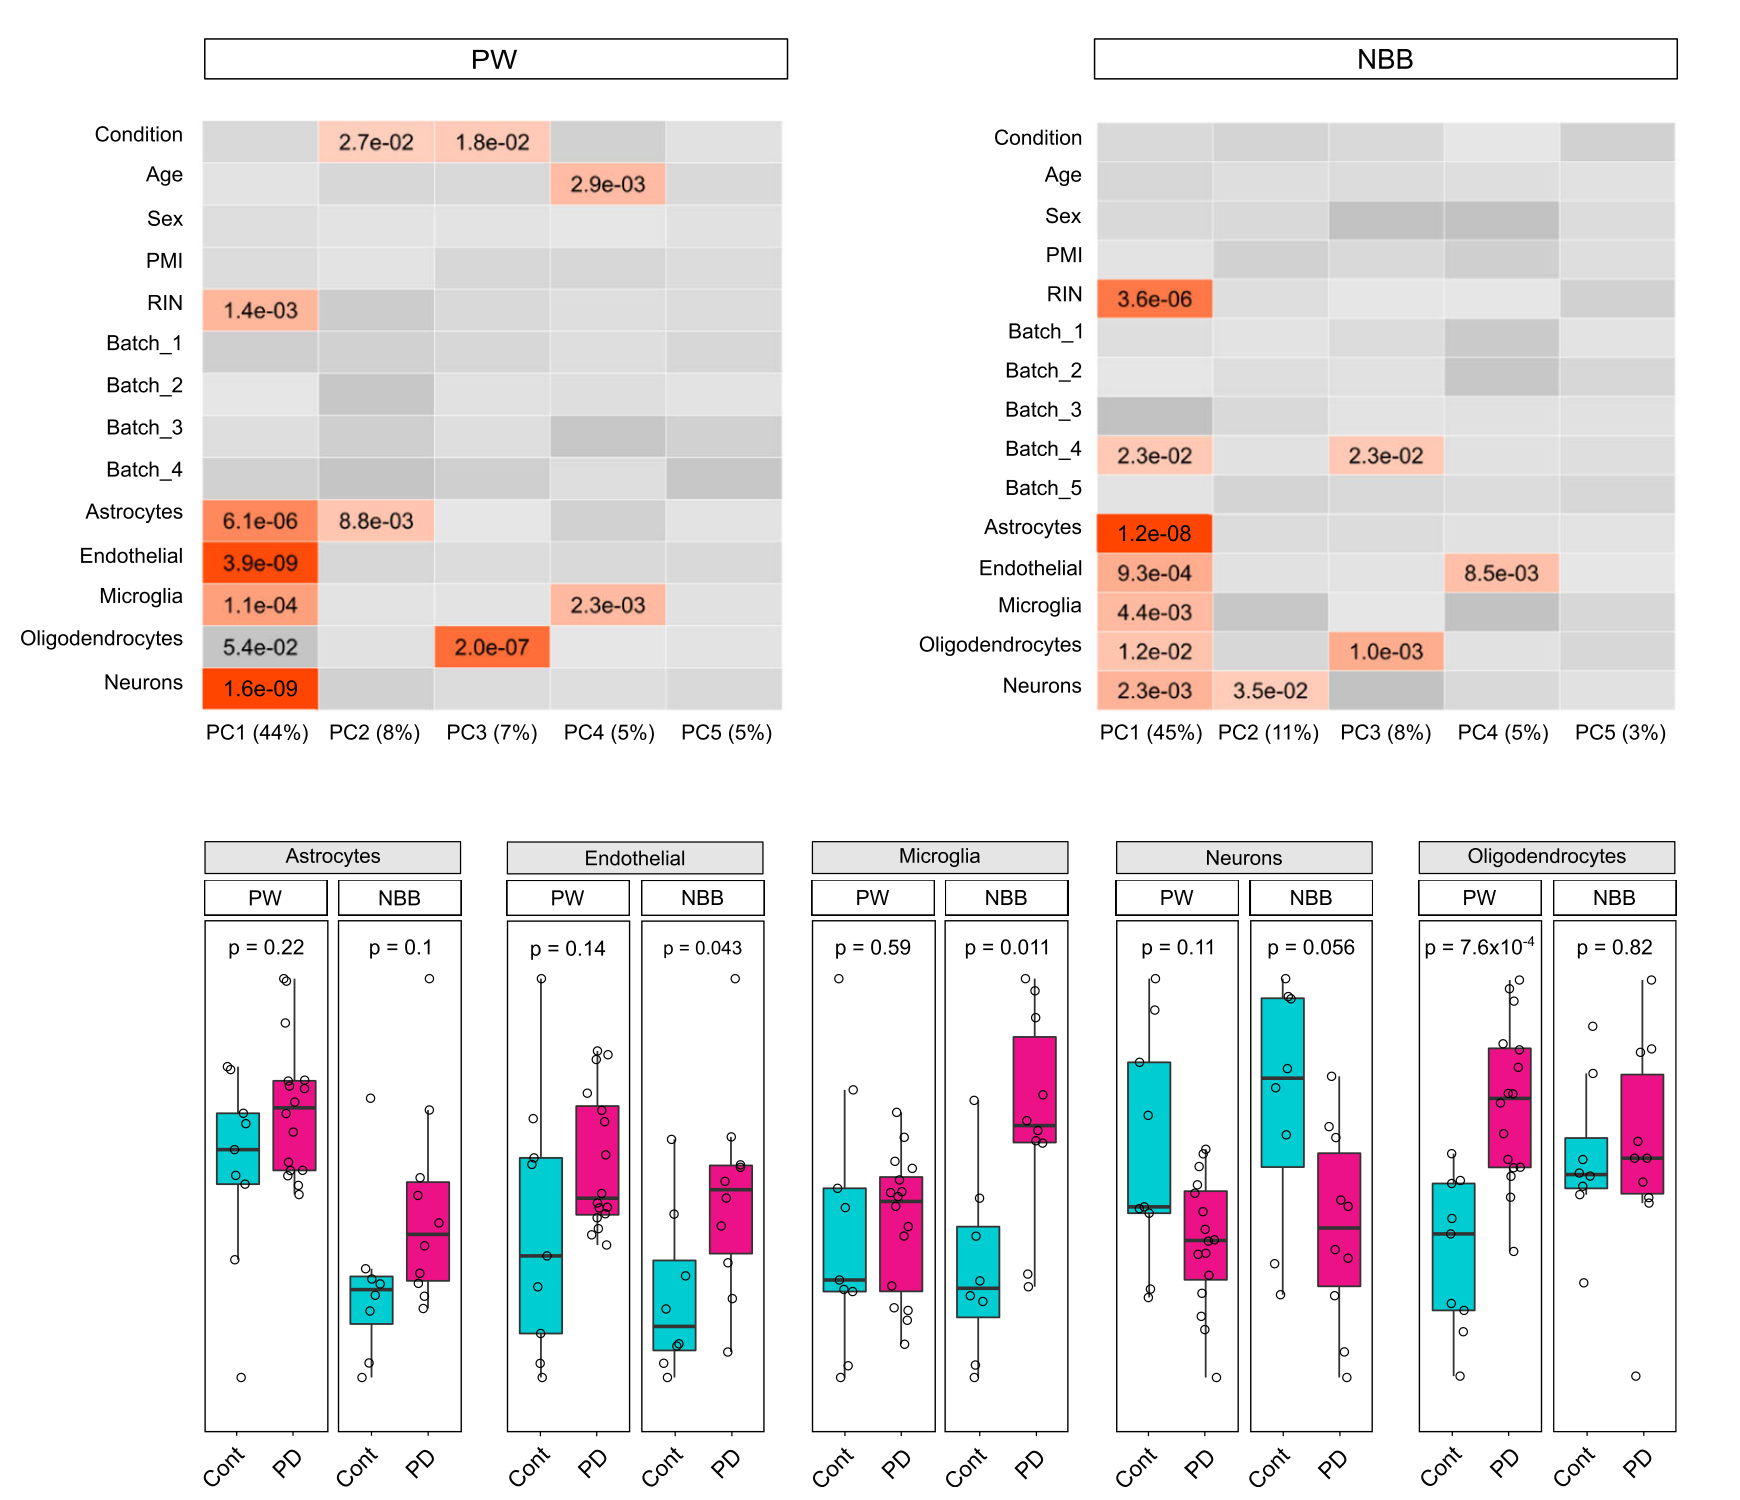 PW
NBB
Condition 2.7e-02 1.8e-02
Age 2.9e-03
Sex
PMI
RIN 1.4e-03
Batch_1
Batch_2
Batch_3
Batch_4
Astrocytes 6.1e-06 8.8e-03
Endothelial 3.9e-09
Microglia 1.1e-04 2.3e-03
Oligodendrocytes 5.4e-02 2.0e-07
Neurons 1.6e-09
PC1 (44%) PC2 (8%) PC3 (7%) PC4 (5%) PC5 (5%)
Condition
Age
Sex
PMI
RIN 3.6e-06
Batch_1
Batch_2
Batch_3
Batch_4 2.3e-02 2.3e-02
Batch_5
Astrocytes 1.2e-08
Endothelial 9.3e-04 8.5e-03
Microglia 4.4e-03
Oligodendrocytes 1.2e-02 1.0e-03
Neurons 2.3e-03 3.5e-02
PC1 (45%) PC2 (11%) PC3 (8%) PC4 (5%) PC5 (3%)
Astrocytes Endothelial Microglia Neurons Oligodendrocytes
PW NBB PW NBB PW NBB PW NBB PW NBB
p = 0.22 p = 0.1 p = 0.14 p = 0.043 p = 0.59 p = 0.011 p = 0.11 p = 0.056 p = 7.6x10⁻⁴ p = 0.82
Cont PD Cont PD Cont PD Cont PD Cont PD Cont PD Cont PD Cont PD Cont PD Cont PD